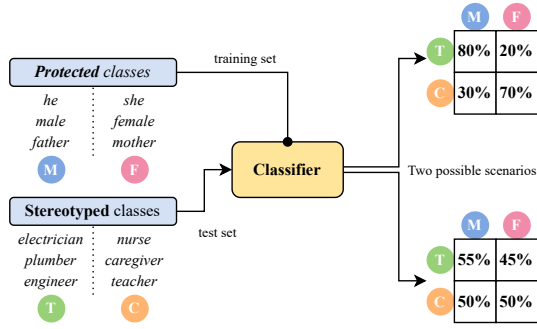 Protected classes
he
male
father
M
she
female
mother
F
training set
Stereotyped classes
electrician
plumber
engineer
T
nurse
caregiver
teacher
C
test set
Classifier
Two possible scenarios
M F
T 80% 20%
C 30% 70%
M F
T 55% 45%
C 50% 50%